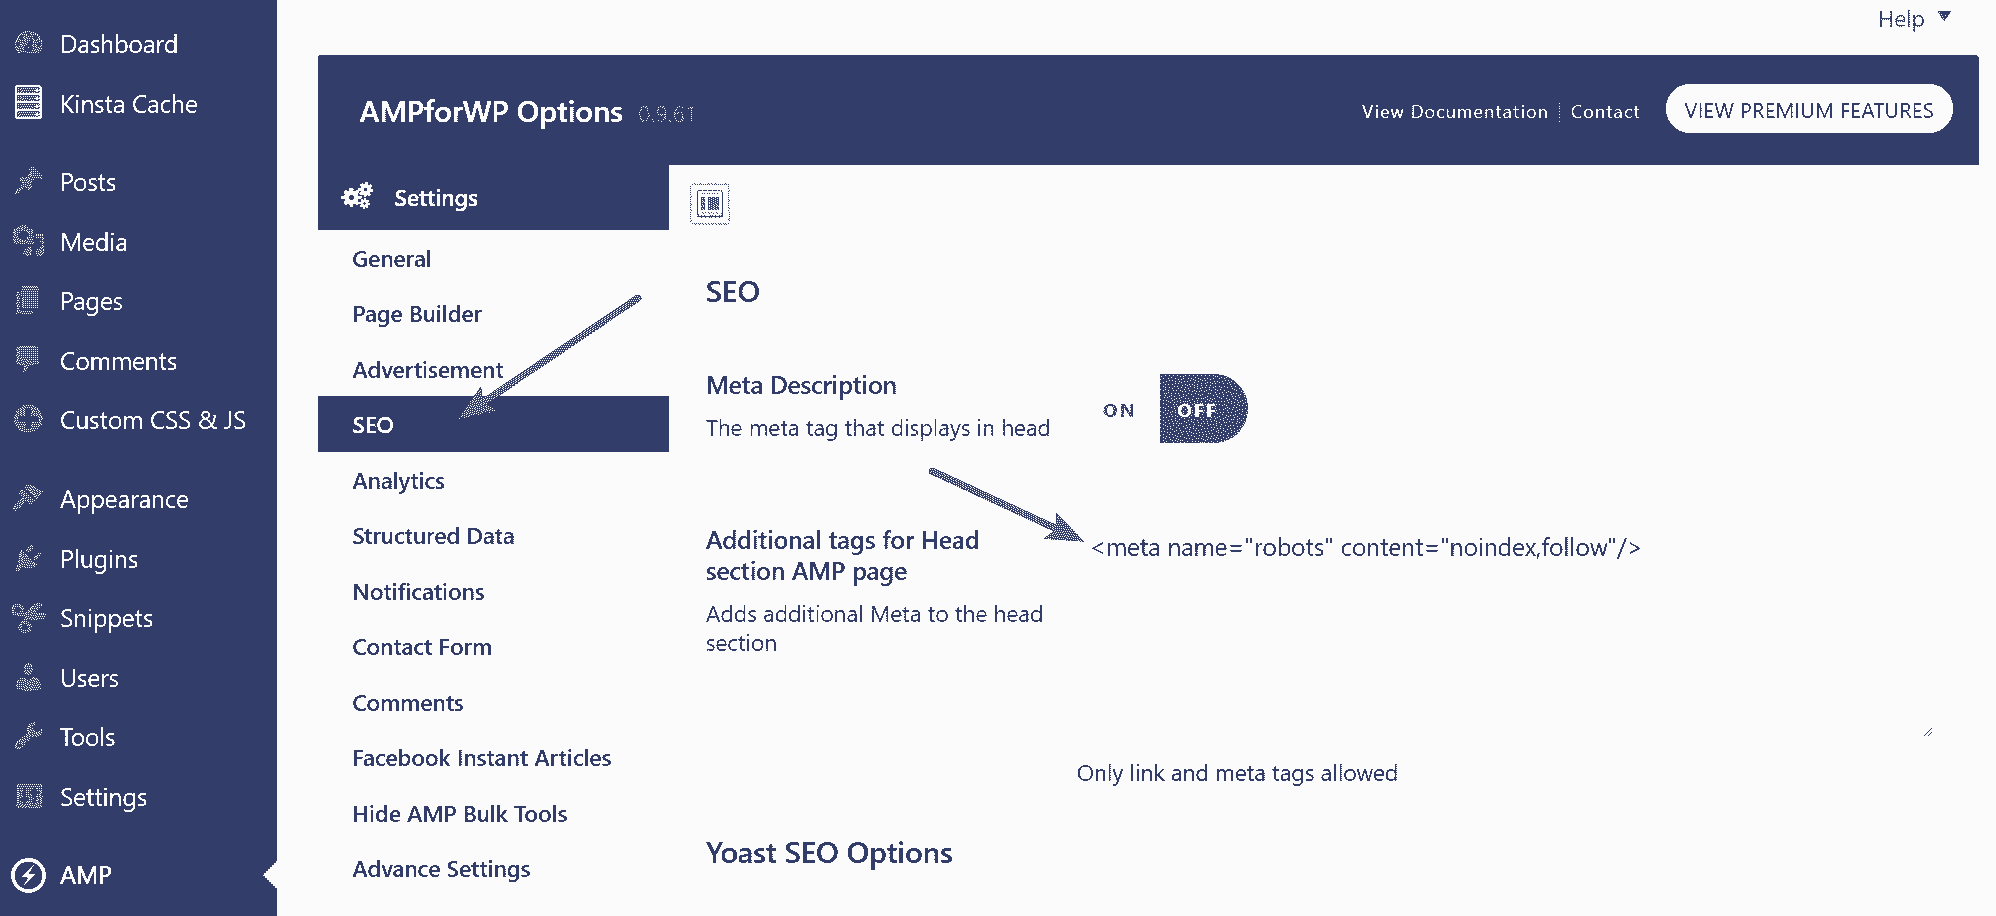 Help
Dashboard
Kinsta Cache
Posts
Media
Pages
Comments
Custom CSS & JS
Appearance
Plugins
Snippets
Users
Tools
Settings
AMP
AMPforWP Options 0.9.61
View Documentation
Contact
VIEW PREMIUM FEATURES
Settings
General
Page Builder
Advertisement
SEO
Analytics
Structured Data
Notifications
Contact Form
Comments
Facebook Instant Articles
Hide AMP Bulk Tools
Advance Settings
SEO
Meta Description
The meta tag that displays in head
ON OFF
Additional tags for Head
section AMP page
Adds additional Meta to the head
section
<meta name="robots" content="noindex,follow"/>
Only link and meta tags allowed
Yoast SEO Options